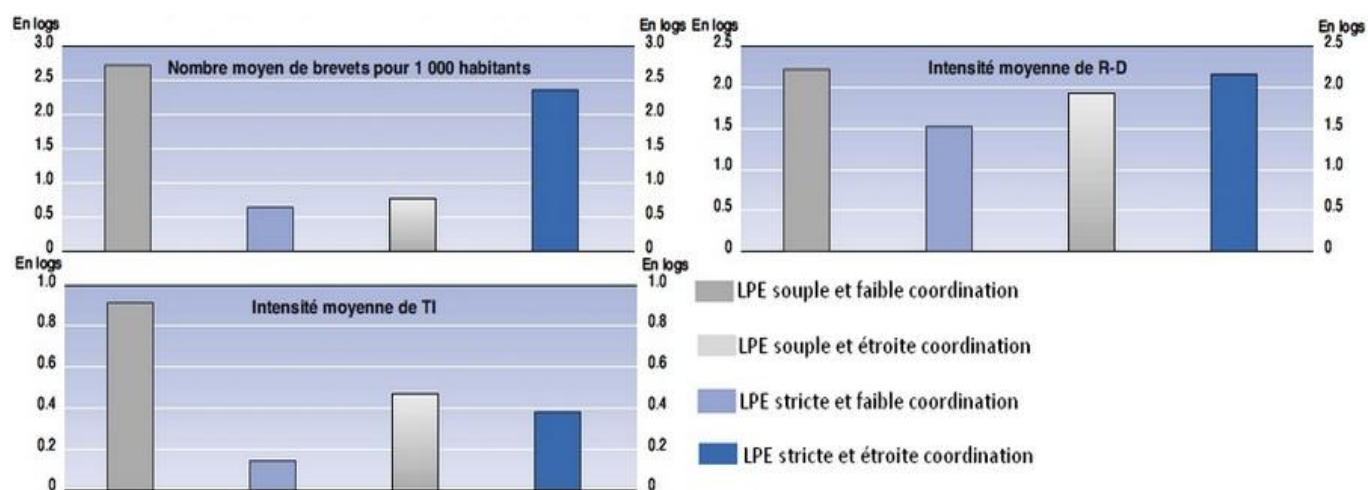 En logs
En logs
3.0
2.5
2.0
1.5
1.0
0.5
0
Nombre moyen de brevets pour 1 000 habitants
3.0
2.5
2.0
1.5
1.0
0.5
0
En logs
En logs
2.5
2.0
1.5
1.0
0.5
0
Intensité moyenne de R-D
2.5
2.0
1.5
1.0
0.5
0
En logs
En logs
1.0
0.8
0.6
0.4
0.2
0
Intensité moyenne de TI
1.0
0.8
0.6
0.4
0.2
0
LPE souple et faible coordination
LPE souple et étroite coordination
LPE stricte et faible coordination
LPE stricte et étroite coordination